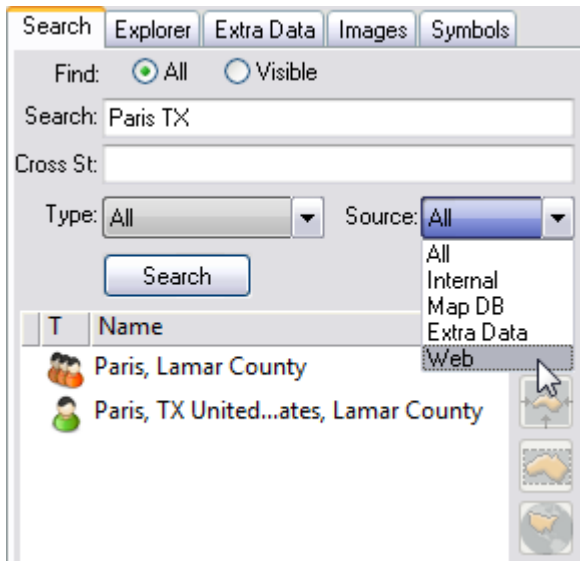 Search Explorer Extra Data Images Symbols
Find: All Visible
Search: Paris TX
Cross St:
Type: All Source: All
All
Internal
Map DB
Extra Data
Web
Search
T Name
Paris, Lamar County
Paris, TX United...ates, Lamar County